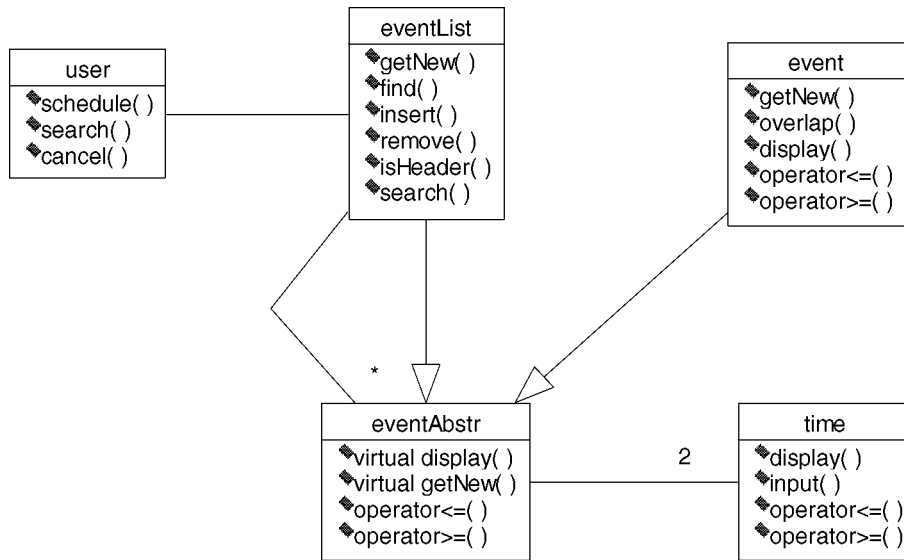 user
schedule( )
search( )
cancel( )
eventList
getNew( )
find( )
insert( )
remove( )
isHeader( )
search( )
event
getNew( )
overlap( )
display( )
operator<=( )
operator>=( )
*
eventAbstr
virtual display( )
virtual getNew( )
operator<=( )
operator>=( )
2
time
display( )
input( )
operator<=( )
operator>=( )